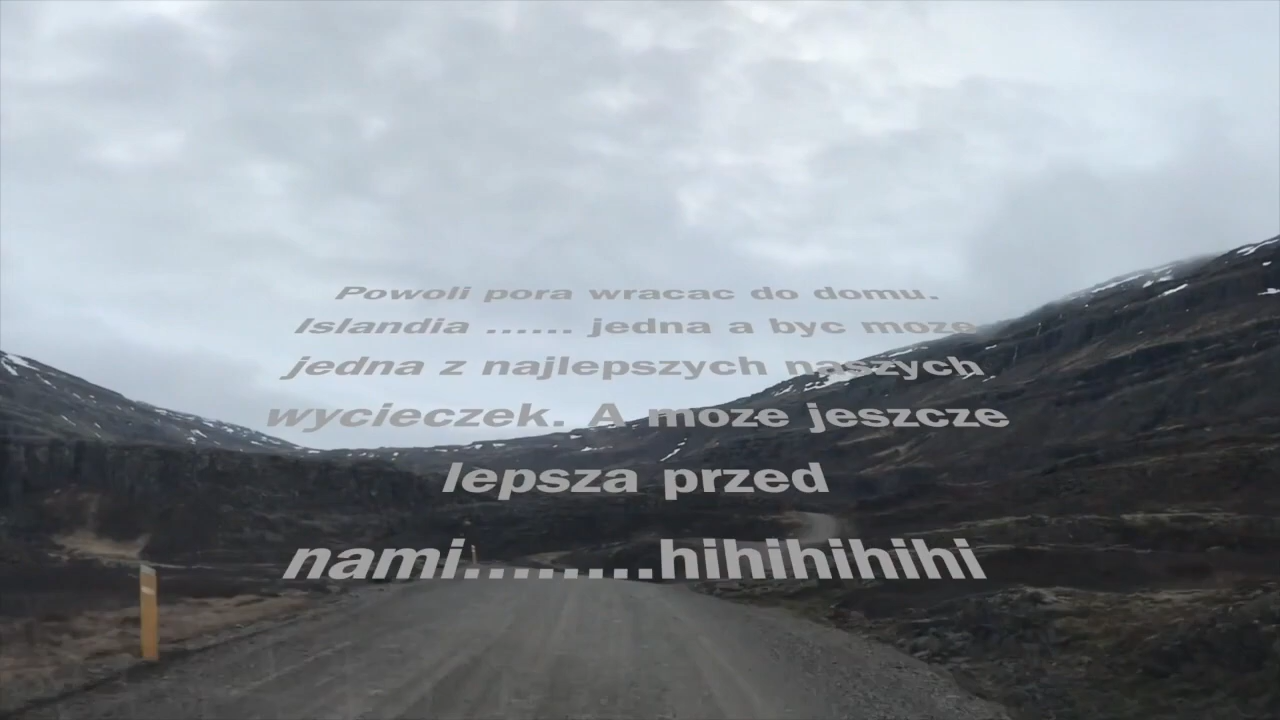 Powoli pora wracac do domu.
Islandia ...... jedna a byc moze
jedna z najlepszych naszych
wycieczek. A moze jeszcze
lepsza przed
nami........hihihihihi